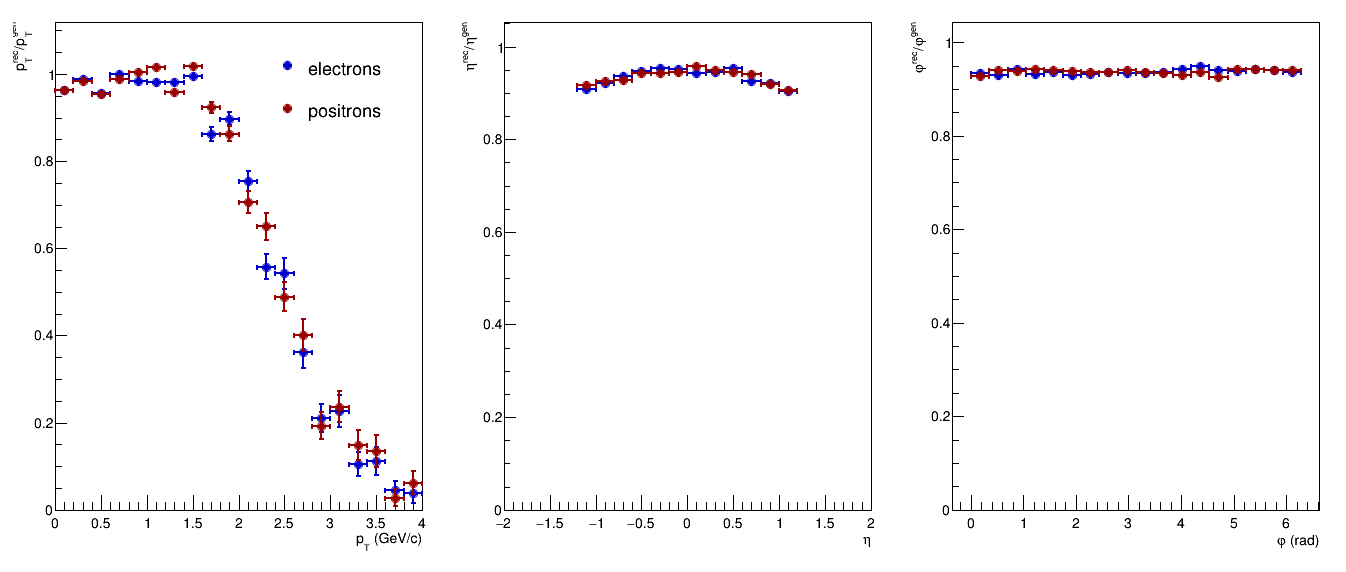 p_T^rec/p_T^gen
1
0.8
0.6
0.4
0.2
0
0 0.5 1 1.5 2 2.5 3 3.5 4
p_T (GeV/c)
electrons
positrons
η^rec/η^gen
1
0.8
0.6
0.4
0.2
0
−2 −1.5 −1 −0.5 0 0.5 1 1.5 2
η
φ^rec/φ^gen
1
0.8
0.6
0.4
0.2
0
0 1 2 3 4 5 6
φ (rad)